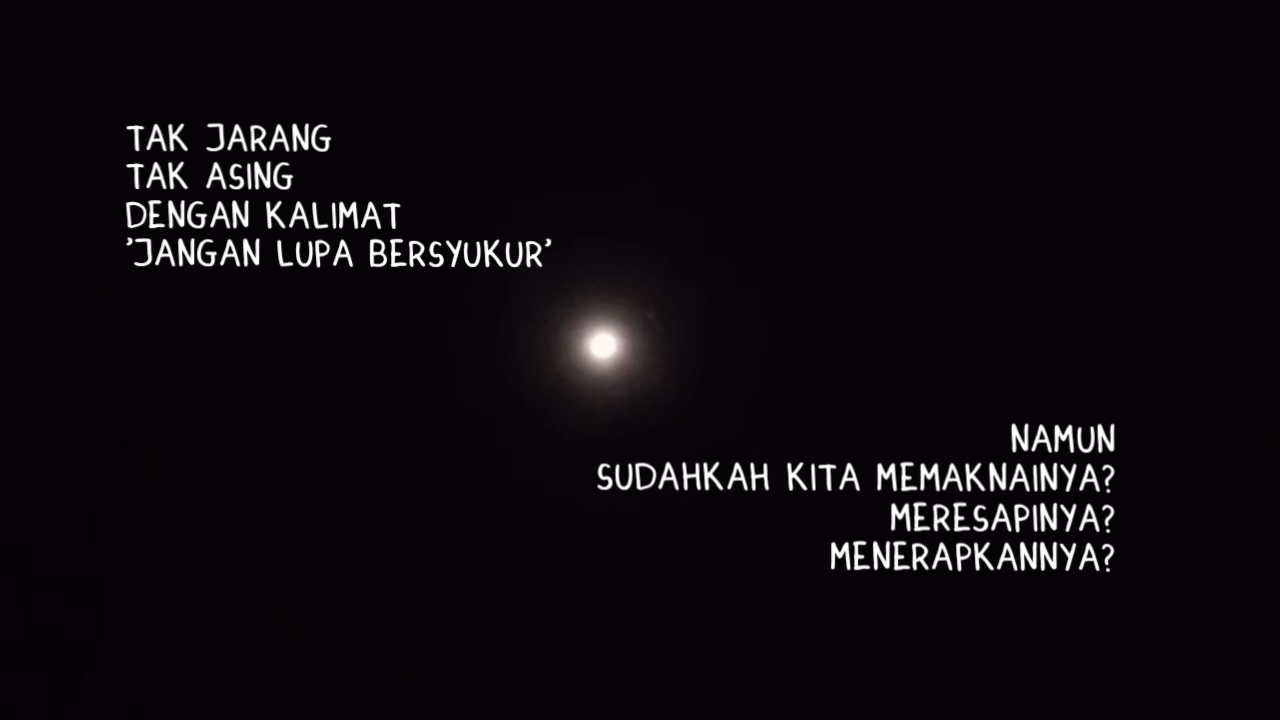 TAK JARANG
TAK ASING
DENGAN KALIMAT
'JANGAN LUPA BERSYUKUR'
NAMUN
SUDAHKAH KITA MEMAKNAINYA?
MERESAPINYA?
MENERAPKANNYA?